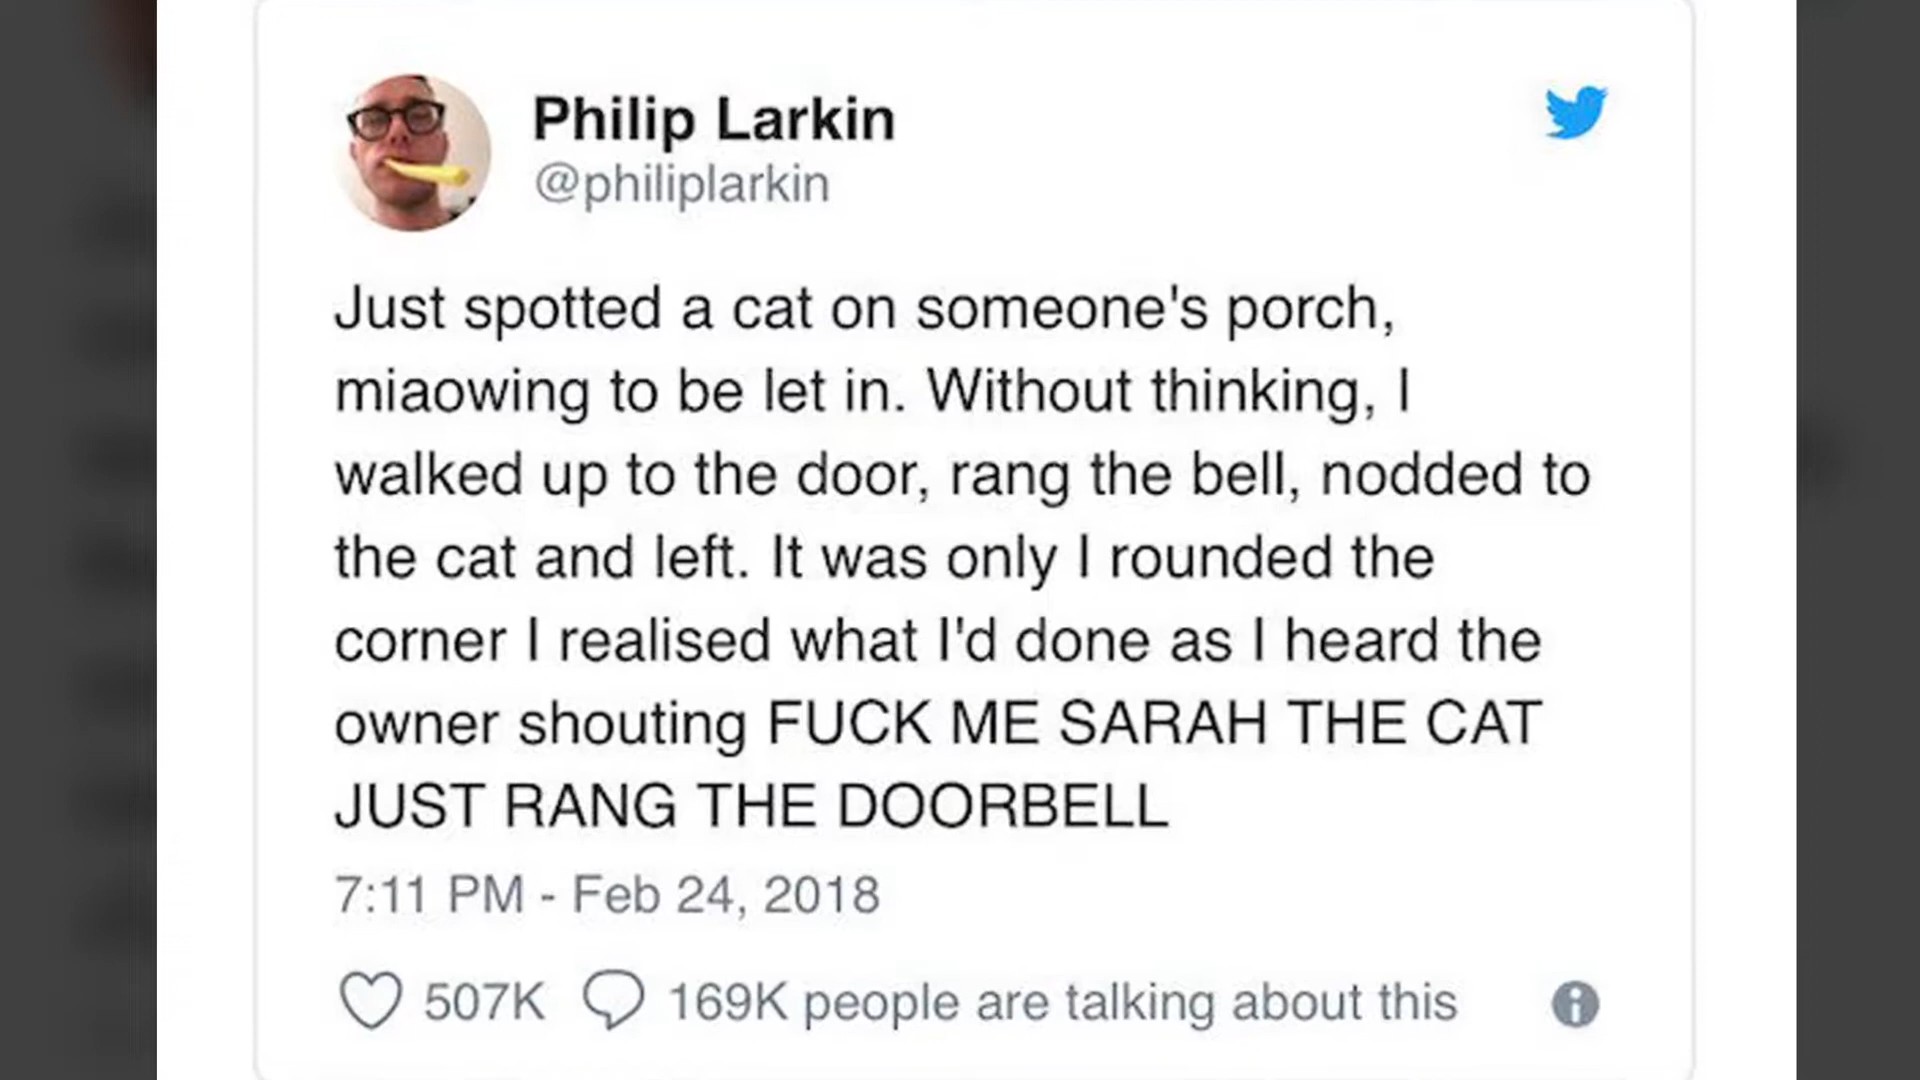 Philip Larkin
@philiplarkin
Just spotted a cat on someone's porch,
miaowing to be let in. Without thinking, I
walked up to the door, rang the bell, nodded to
the cat and left. It was only I rounded the
corner I realised what I'd done as I heard the
owner shouting FUCK ME SARAH THE CAT
JUST RANG THE DOORBELL
7:11 PM - Feb 24, 2018
507K 169K people are talking about this